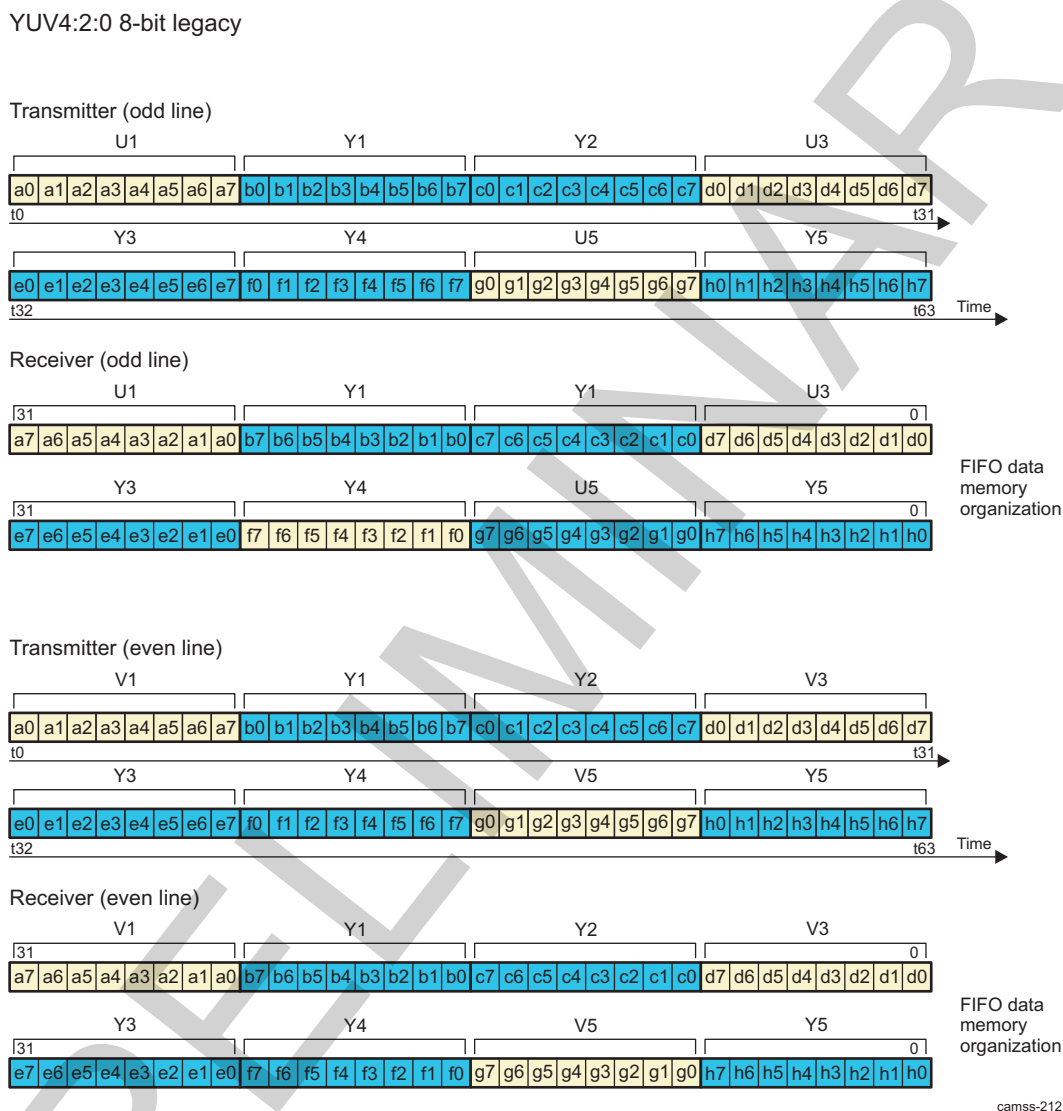 YUV4:2:0 8-bit legacy
Transmitter (odd line)
U1 Y1 Y2 U3
a0 a1 a2 a3 a4 a5 a6 a7 b0 b1 b2 b3 b4 b5 b6 b7 c0 c1 c2 c3 c4 c5 c6 c7 d0 d1 d2 d3 d4 d5 d6 d7
t0 t31
Y3 Y4 U5 Y5
e0 e1 e2 e3 e4 e5 e6 e7 f0 f1 f2 f3 f4 f5 f6 f7 g0 g1 g2 g3 g4 g5 g6 g7 h0 h1 h2 h3 h4 h5 h6 h7
t32 t63 Time
Receiver (odd line)
U1 Y1 Y1 U3
31 0
a7 a6 a5 a4 a3 a2 a1 a0 b7 b6 b5 b4 b3 b2 b1 b0 c7 c6 c5 c4 c3 c2 c1 c0 d7 d6 d5 d4 d3 d2 d1 d0
FIFO data
memory
organization
Y3 Y4 U5 Y5
31 0
e7 e6 e5 e4 e3 e2 e1 e0 f7 f6 f5 f4 f3 f2 f1 f0 g7 g6 g5 g4 g3 g2 g1 g0 h7 h6 h5 h4 h3 h2 h1 h0
Transmitter (even line)
V1 Y1 Y2 V3
a0 a1 a2 a3 a4 a5 a6 a7 b0 b1 b2 b3 b4 b5 b6 b7 c0 c1 c2 c3 c4 c5 c6 c7 d0 d1 d2 d3 d4 d5 d6 d7
t0 t31
Y3 Y4 V5 Y5
e0 e1 e2 e3 e4 e5 e6 e7 f0 f1 f2 f3 f4 f5 f6 f7 g0 g1 g2 g3 g4 g5 g6 g7 h0 h1 h2 h3 h4 h5 h6 h7
t32 t63 Time
Receiver (even line)
V1 Y1 Y2 V3
31 0
a7 a6 a5 a4 a3 a2 a1 a0 b7 b6 b5 b4 b3 b2 b1 b0 c7 c6 c5 c4 c3 c2 c1 c0 d7 d6 d5 d4 d3 d2 d1 d0
FIFO data
memory
organization
Y3 Y4 V5 Y5
31 0
e7 e6 e5 e4 e3 e2 e1 e0 f7 f6 f5 f4 f3 f2 f1 f0 g7 g6 g5 g4 g3 g2 g1 g0 h7 h6 h5 h4 h3 h2 h1 h0
camss-212